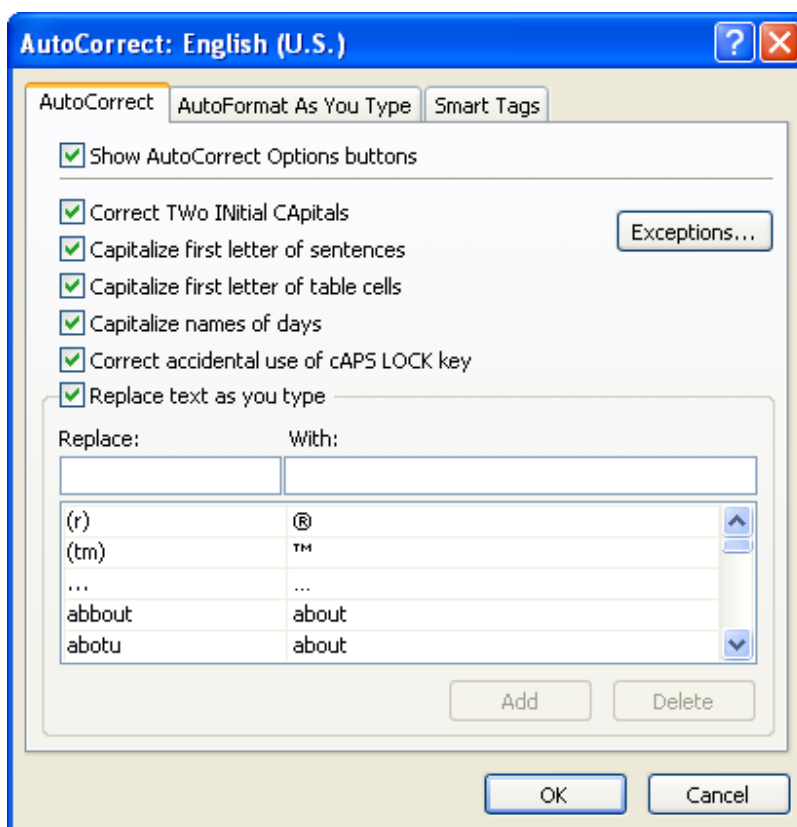 AutoCorrect: English (U.S.)
?
AutoCorrect AutoFormat As You Type Smart Tags
Show AutoCorrect Options buttons
Correct TWo INitial CApitals
Exceptions...
Capitalize first letter of sentences
Capitalize first letter of table cells
Capitalize names of days
Correct accidental use of cAPS LOCK key
Replace text as you type
Replace: With:
(r) ®
(tm) ™
... …
abbout about
abotu about
Add Delete
OK Cancel